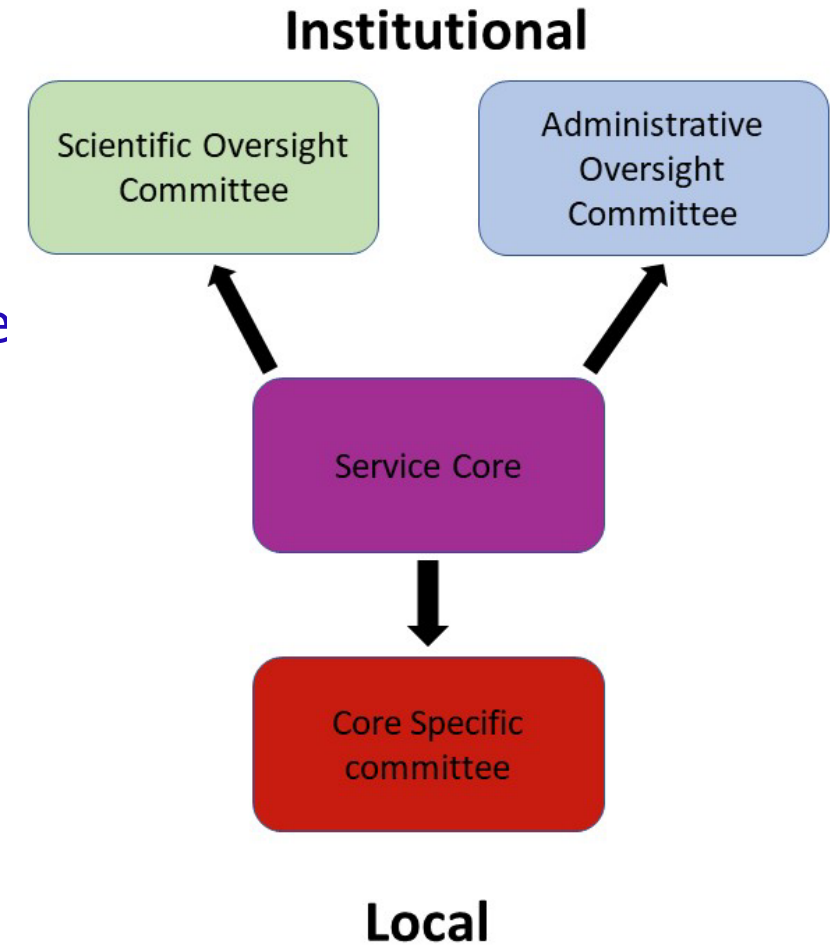 Institutional
Scientific Oversight
Committee
Administrative
Oversight
Committee
e
Service Core
Core Specific
committee
Local